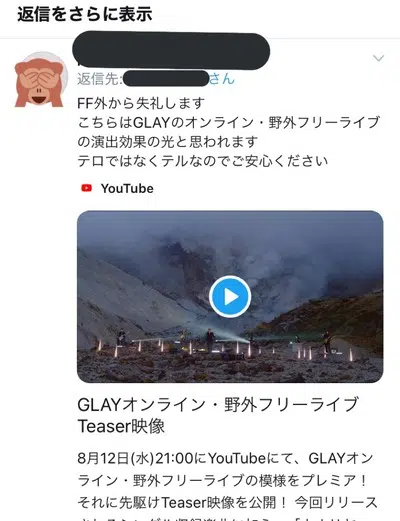 返信をさらに表示
返信先: さん
FF外から失礼します
こちらはGLAYのオンライン・野外フリーライブ
の演出効果の光と思われます
テロではなくテルなのでご安心ください
YouTube
GLAYオンライン・野外フリーライブ
Teaser映像
8月12日(水)21:00にYouTubeにて、GLAYオン
ライン・野外フリーライブの模様をプレミア！
それに先駆けTeaser映像を公開！ 今回リリース